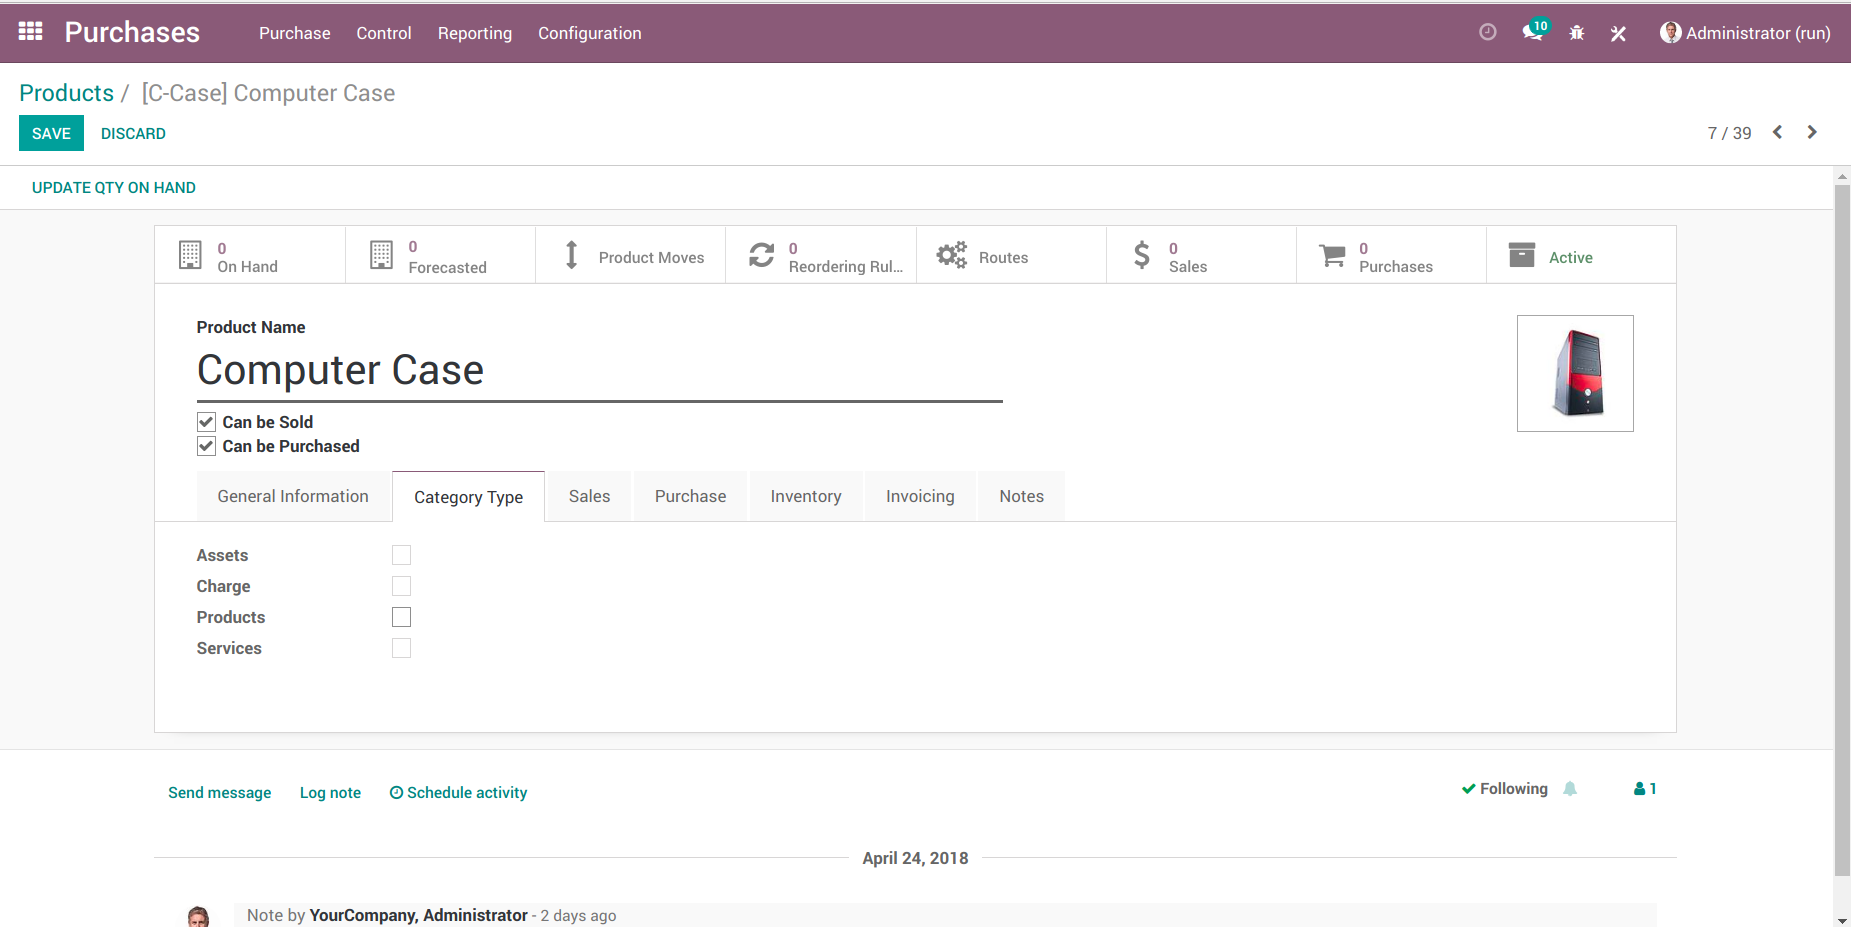 Purchases Purchase Control Reporting Configuration 10 Administrator (run)
Products / [C-Case] Computer Case
SAVE DISCARD 7 / 39
UPDATE QTY ON HAND
0 On Hand
0 Forecasted
Product Moves
0 Reordering Rul...
Routes
0 Sales
0 Purchases
Active
Product Name
Computer Case
Can be Sold
Can be Purchased
General Information Category Type Sales Purchase Inventory Invoicing Notes
Assets
Charge
Products
Services
Send message Log note Schedule activity Following 1
April 24, 2018
Note by YourCompany, Administrator - 2 days ago